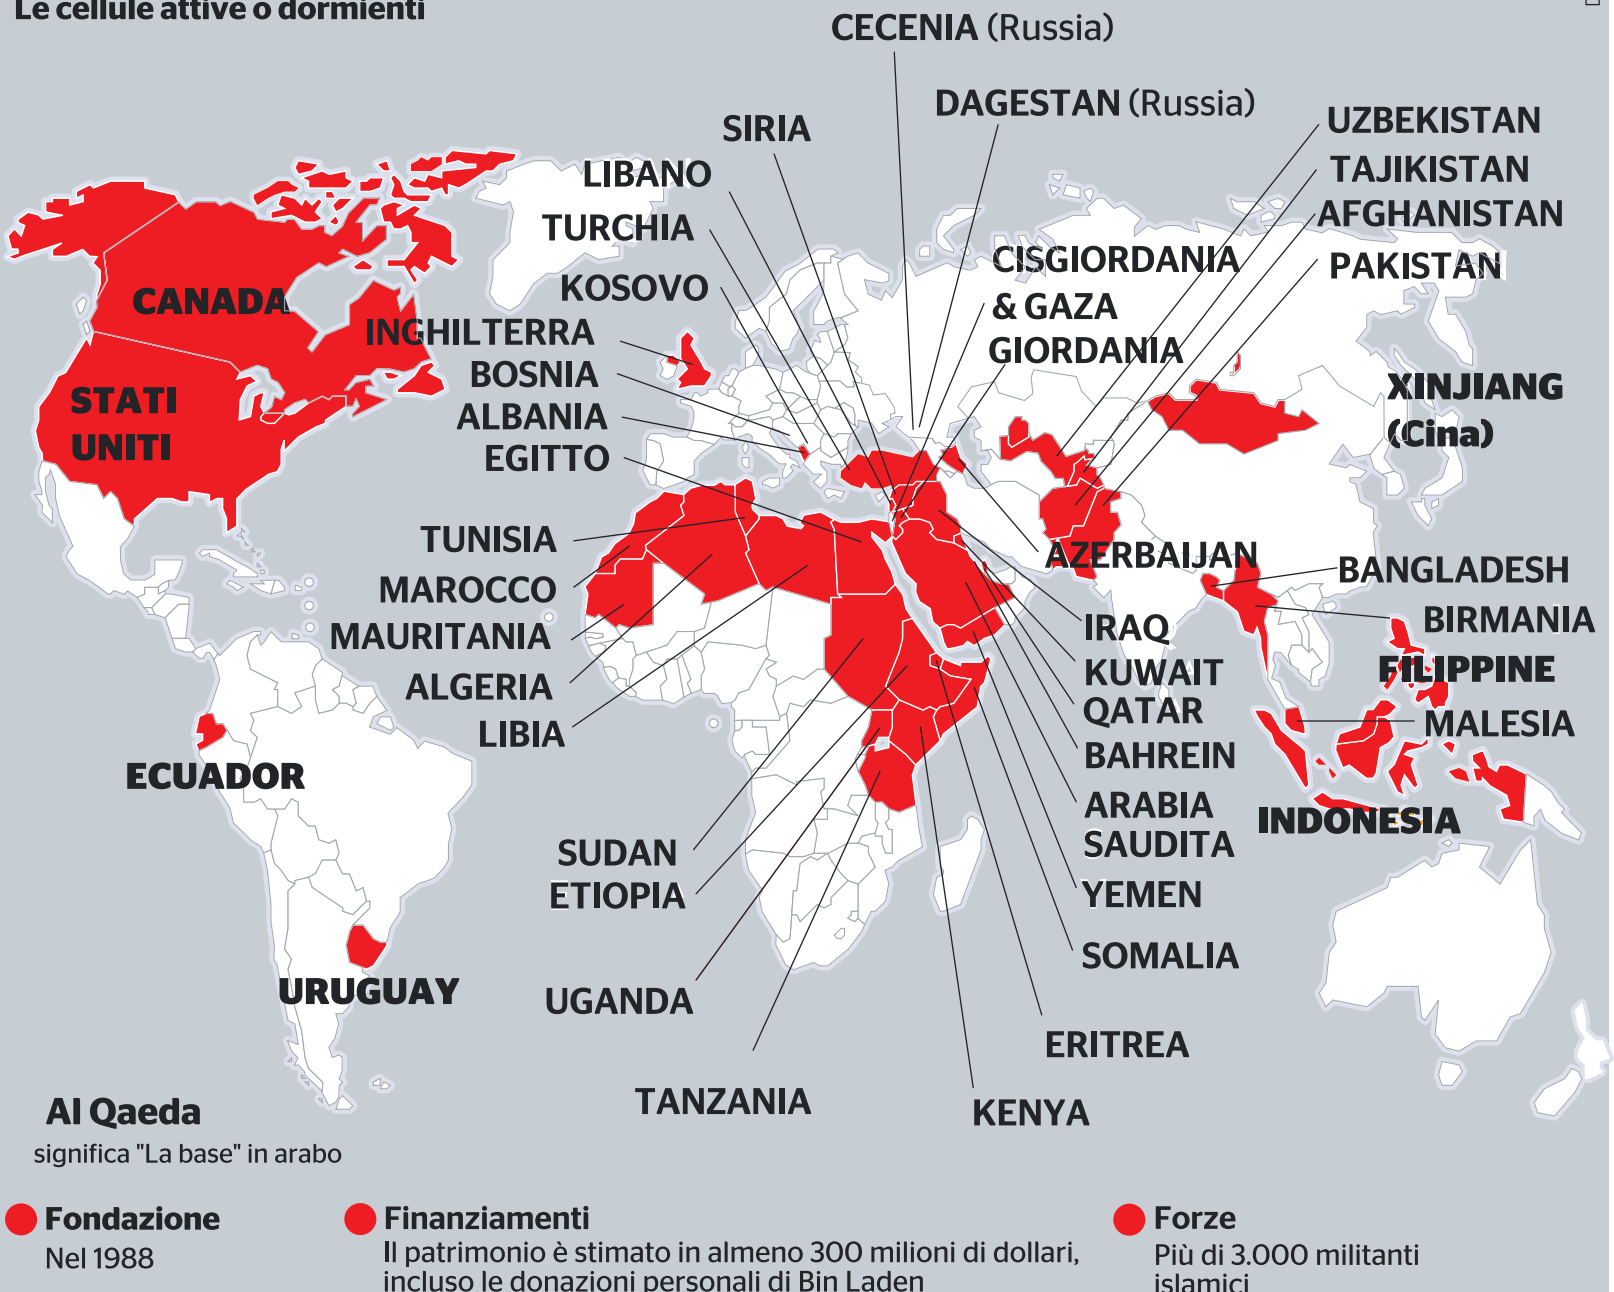 Le cellule attive o dormienti
CECENIA (Russia)
DAGESTAN (Russia)
SIRIA
LIBANO
TURCHIA
KOSOVO
INGHILTERRA
BOSNIA
ALBANIA
EGITTO
CANADA
STATI
UNITI
CISGIORDANIA
& GAZA
GIORDANIA
UZBEKISTAN
TAJIKISTAN
AFGHANISTAN
PAKISTAN
XINJIANG
(Cina)
TUNISIA
MAROCCO
MAURITANIA
ALGERIA
LIBIA
AZERBAIJAN
BANGLADESH
BIRMANIA
FILIPPINE
MALESIA
INDONESIA
IRAQ
KUWAIT
QATAR
BAHREIN
ARABIA
SAUDITA
YEMEN
SOMALIA
ERITREA
KENYA
ECUADOR
URUGUAY
SUDAN
ETIOPIA
UGANDA
TANZANIA
Al Qaeda
significa "La base" in arabo
Fondazione
Nel 1988
Finanziamenti
Il patrimonio è stimato in almeno 300 milioni di dollari,
incluso le donazioni personali di Bin Laden
Forze
Più di 3.000 militanti
islamici